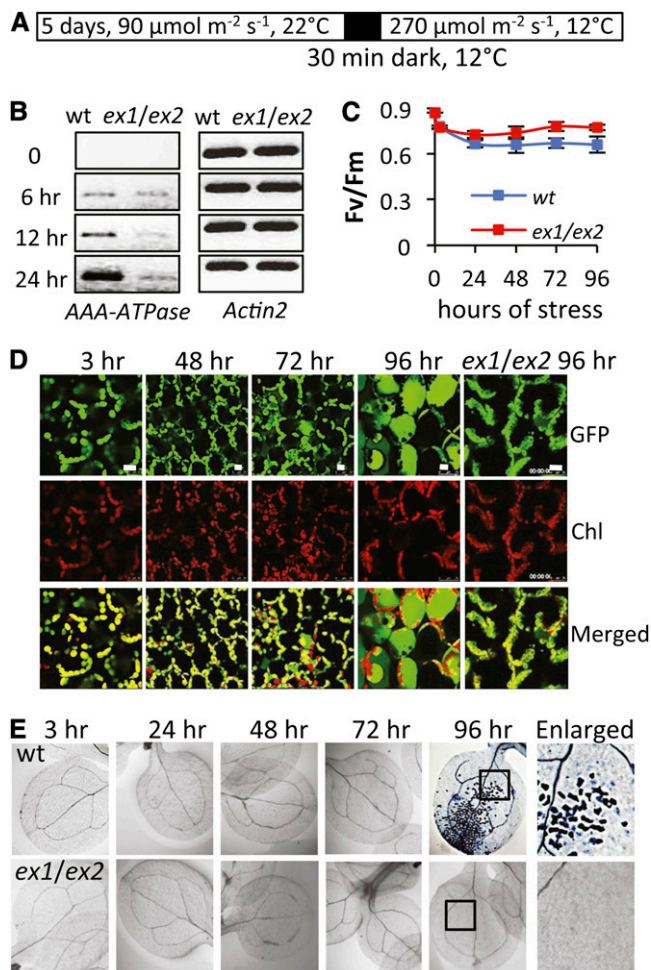 A
5 days, 90 µmol m-2 s-1, 22°C
270 µmol m-2 s-1, 12°C
30 min dark, 12°C
B
wt ex1/ex2 wt ex1/ex2
0
6 hr
12 hr
24 hr
AAA-ATPase Actin2
C
Fv/Fm
0.9
0.6
0.3
0
wt
ex1/ex2
0 24 48 72 96
hours of stress
D
3 hr 48 hr 72 hr 96 hr ex1/ex2 96 hr
GFP
Chl
Merged
E
3 hr 24 hr 48 hr 72 hr 96 hr Enlarged
wt
ex1/ex2